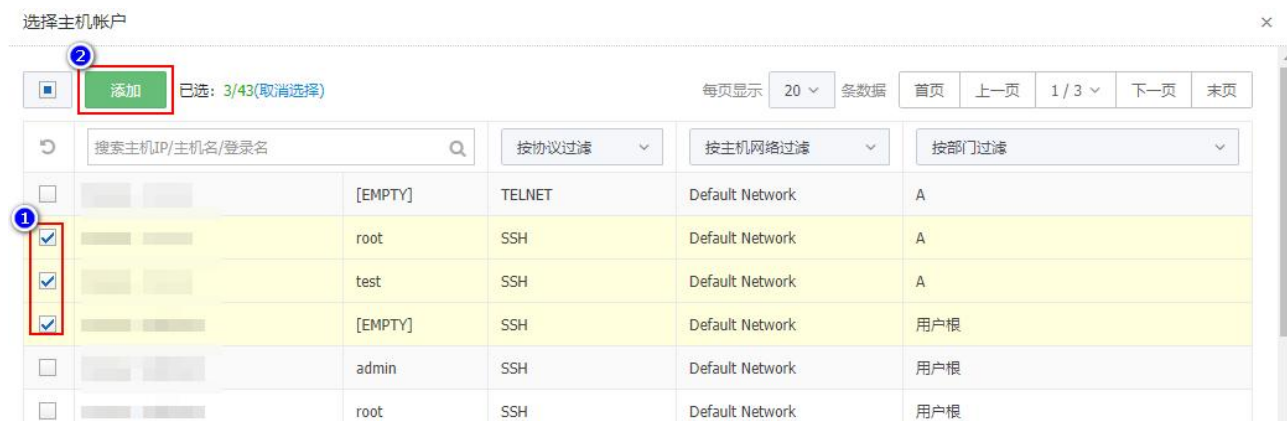 选择主机帐户 ×
2
添加 已选：3/43(取消选择) 每页显示 20 条数据 首页 上一页 1 / 3 下一页 末页
搜索主机IP/主机名/登录名 按协议过滤 按主机网络过滤 按部门过滤
[EMPTY] TELNET Default Network A
1
root SSH Default Network A
test SSH Default Network A
[EMPTY] SSH Default Network 用户根
admin SSH Default Network 用户根
root SSH Default Network 用户根